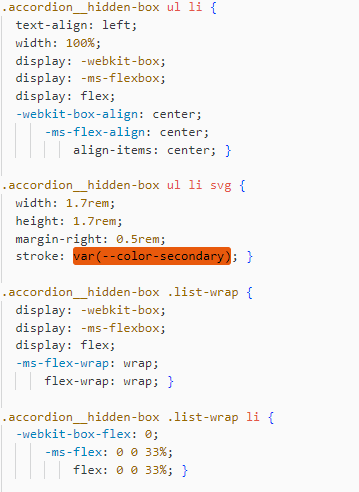 .accordion__hidden-box ul li {
  text-align: left;
  width: 100%;
  display: -webkit-box;
  display: -ms-flexbox;
  display: flex;
  -webkit-box-align: center;
      -ms-flex-align: center;
          align-items: center; }

.accordion__hidden-box ul li svg {
  width: 1.7rem;
  height: 1.7rem;
  margin-right: 0.5rem;
  stroke: var(--color-secondary); }

.accordion__hidden-box .list-wrap {
  display: -webkit-box;
  display: -ms-flexbox;
  display: flex;
  -ms-flex-wrap: wrap;
      flex-wrap: wrap; }

.accordion__hidden-box .list-wrap li {
  -webkit-box-flex: 0;
      -ms-flex: 0 0 33%;
          flex: 0 0 33%; }